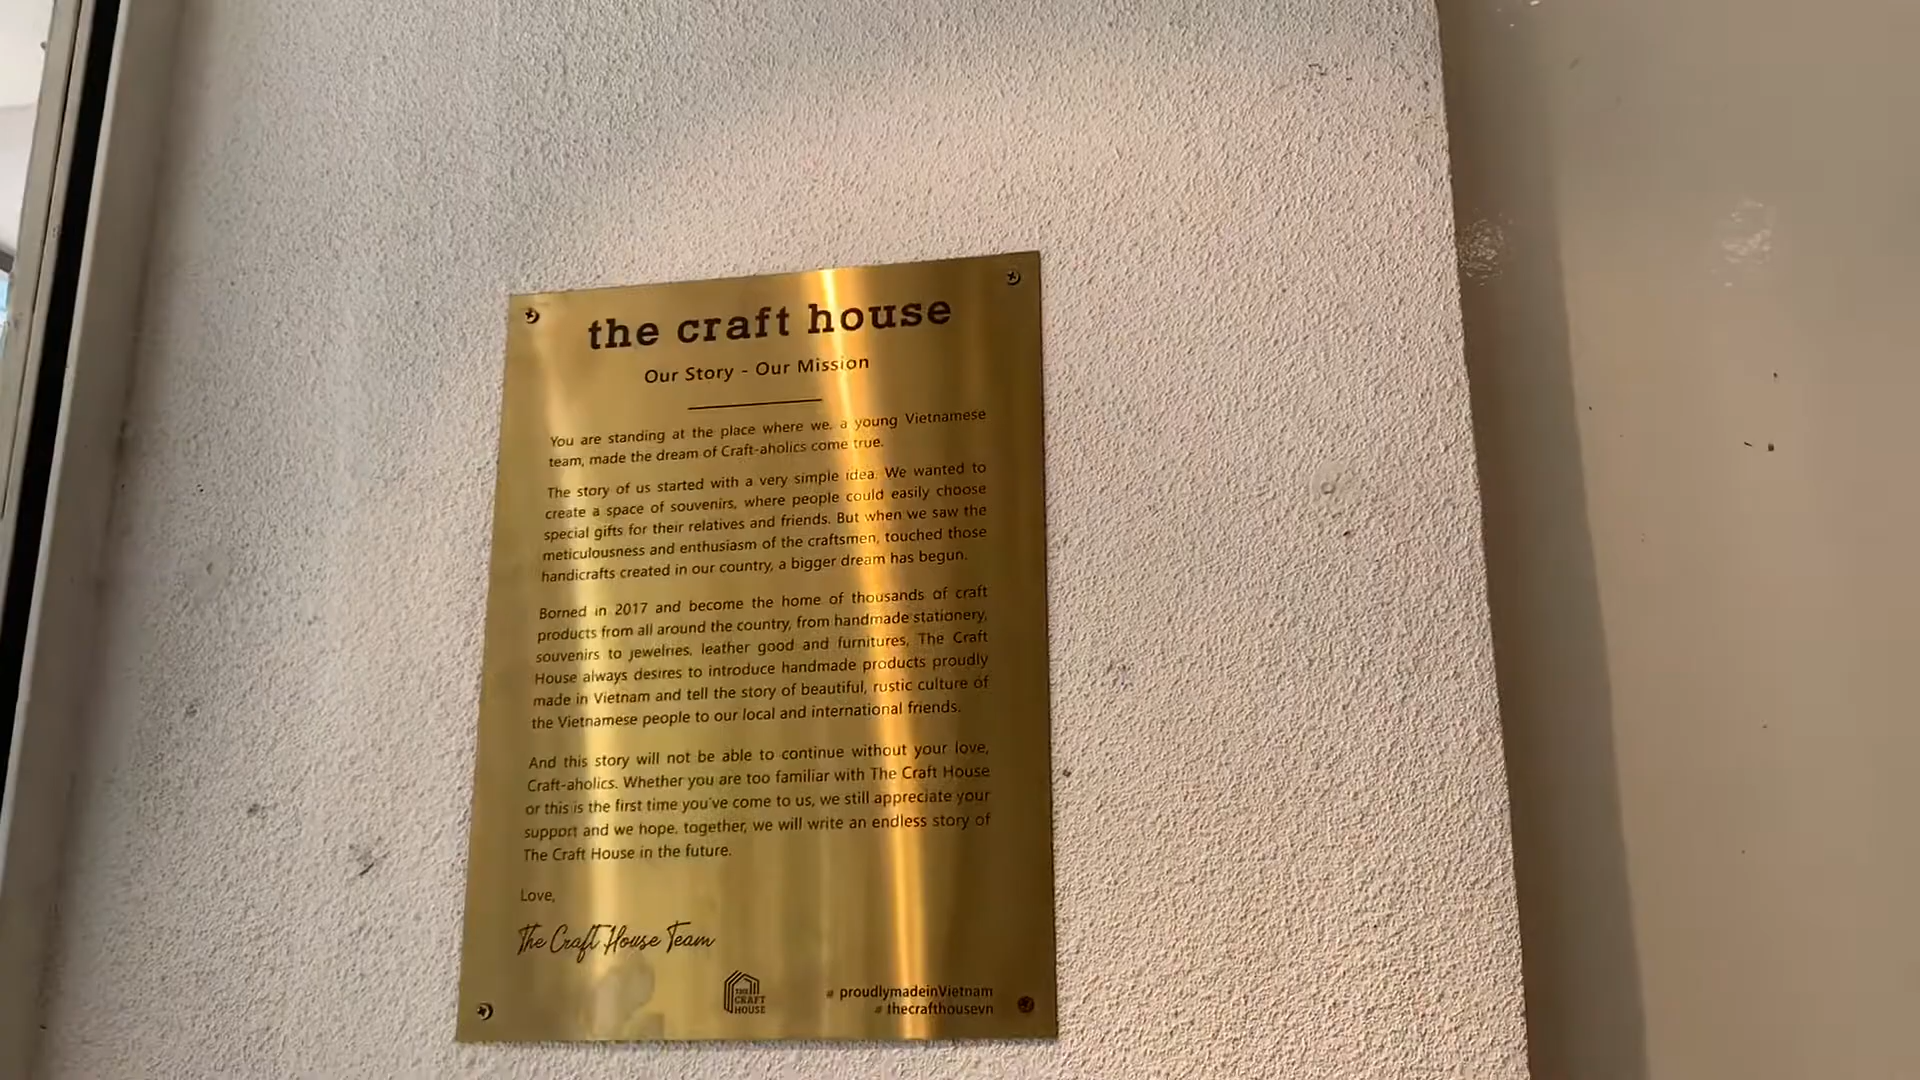 the craft house
Our Story - Our Mission
You are standing at the place where we, a young Vietnamese
team, made the dream of Craft-aholics come true.
The story of us started with a very simple idea. We wanted to
create a space of souvenirs, where people could easily choose
special gifts for their relatives and friends. But when we saw the
meticulousness and enthusiasm of the craftsmen, touched those
handicrafts created in our country, a bigger dream has begun.
Borned in 2017 and become the home of thousands of craft
products from all around the country, from handmade stationery,
souvenirs to jewelries, leather good and furnitures, The Craft
House always desires to introduce handmade products proudly
made in Vietnam and tell the story of beautiful, rustic culture of
the Vietnamese people to our local and international friends.
And this story will not be able to continue without your love,
Craft-aholics. Whether you are too familiar with The Craft House
or this is the first time you've come to us, we still appreciate your
support and we hope, together, we will write an endless story of
The Craft House in the future.
Love,
The Craft House Team
THE
CRAFT
HOUSE
# proudlymadeinVietnam
# thecrafthousevn